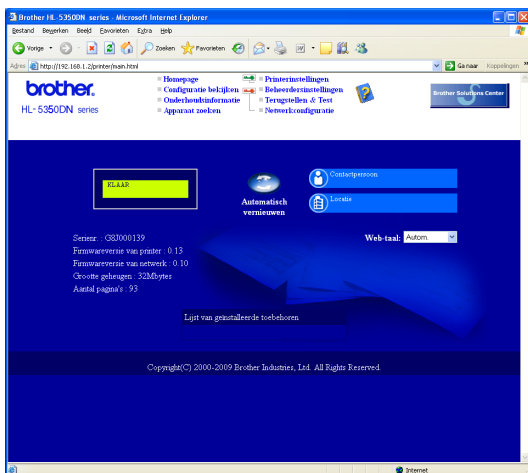 Brother HL-5350DN series - Microsoft Internet Explorer
Bestand Bewerken Beeld Favorieten Extra Help
Vorige Zoeken Favorieten
Adres http://192.168.1.2/printer/main.html Ga naar Koppelingen »
brother
HL-5350DN series
Homepage
Configuratie bekijken
Onderhoudsinformatie
Apparaat zoeken
Printerinstellingen
Beheerdersinstellingen
Terugstellen & Test
Netwerkconfiguratie
Brother Solutions Center
KLAAR
Automatisch
vernieuwen
Contactpersoon
Locatie
Serienr. : G8J000139
Firmwareversie van printer : 0.13
Firmwareversie van netwerk : 0.10
Grootte geheugen : 32Mbytes
Aantal pagina's : 93
Web-taal: Autom.
Lijst van geïnstalleerde toebehoren
Copyright(C) 2000-2009 Brother Industries, Ltd. All Rights Reserved.
Internet